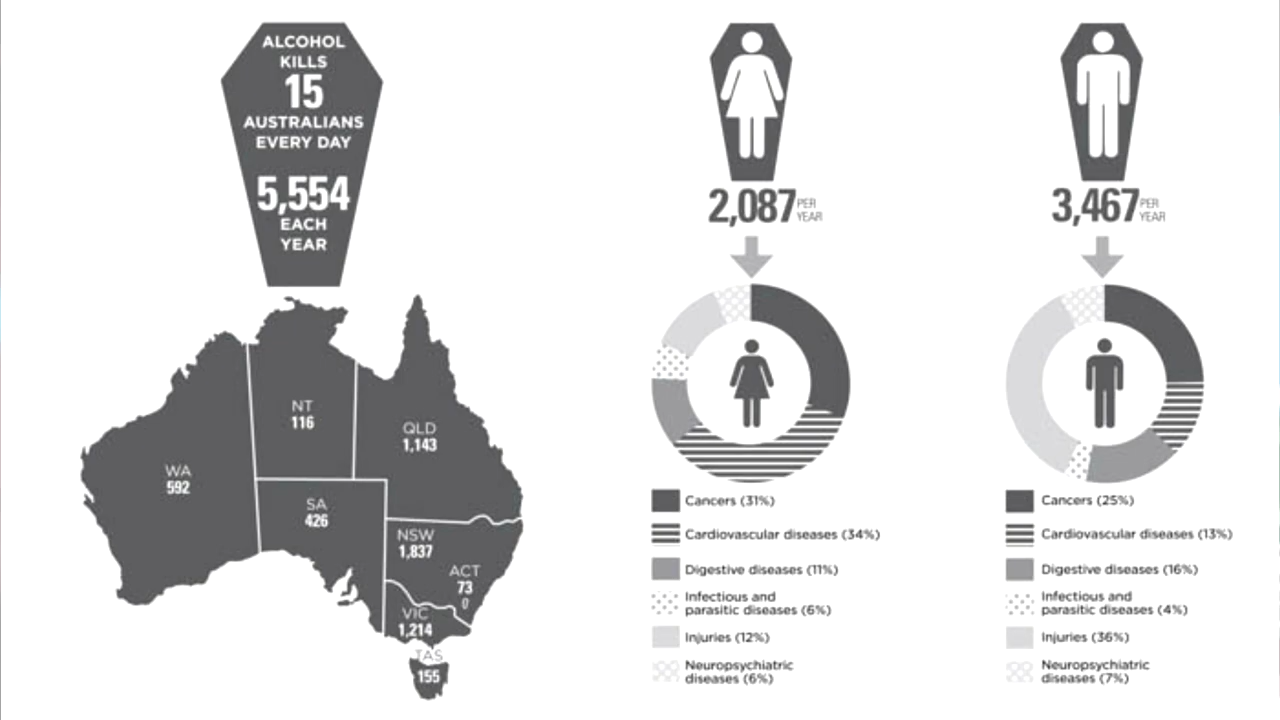 ALCOHOL
KILLS
15
AUSTRALIANS
EVERY DAY
5,554
EACH
YEAR
NT
116
QLD
1,143
WA
592
SA
426
NSW
1,837
ACT
73
0
VIC
1,214
TAS
155
2,087 PER
YEAR
Cancers (31%)
Cardiovascular diseases (34%)
Digestive diseases (11%)
Infectious and
parasitic diseases (6%)
Injuries (12%)
Neuropsychiatric
diseases (6%)
3,467 PER
YEAR
Cancers (25%)
Cardiovascular diseases (13%)
Digestive diseases (16%)
Infectious and
parasitic diseases (4%)
Injuries (36%)
Neuropsychiatric
diseases (7%)